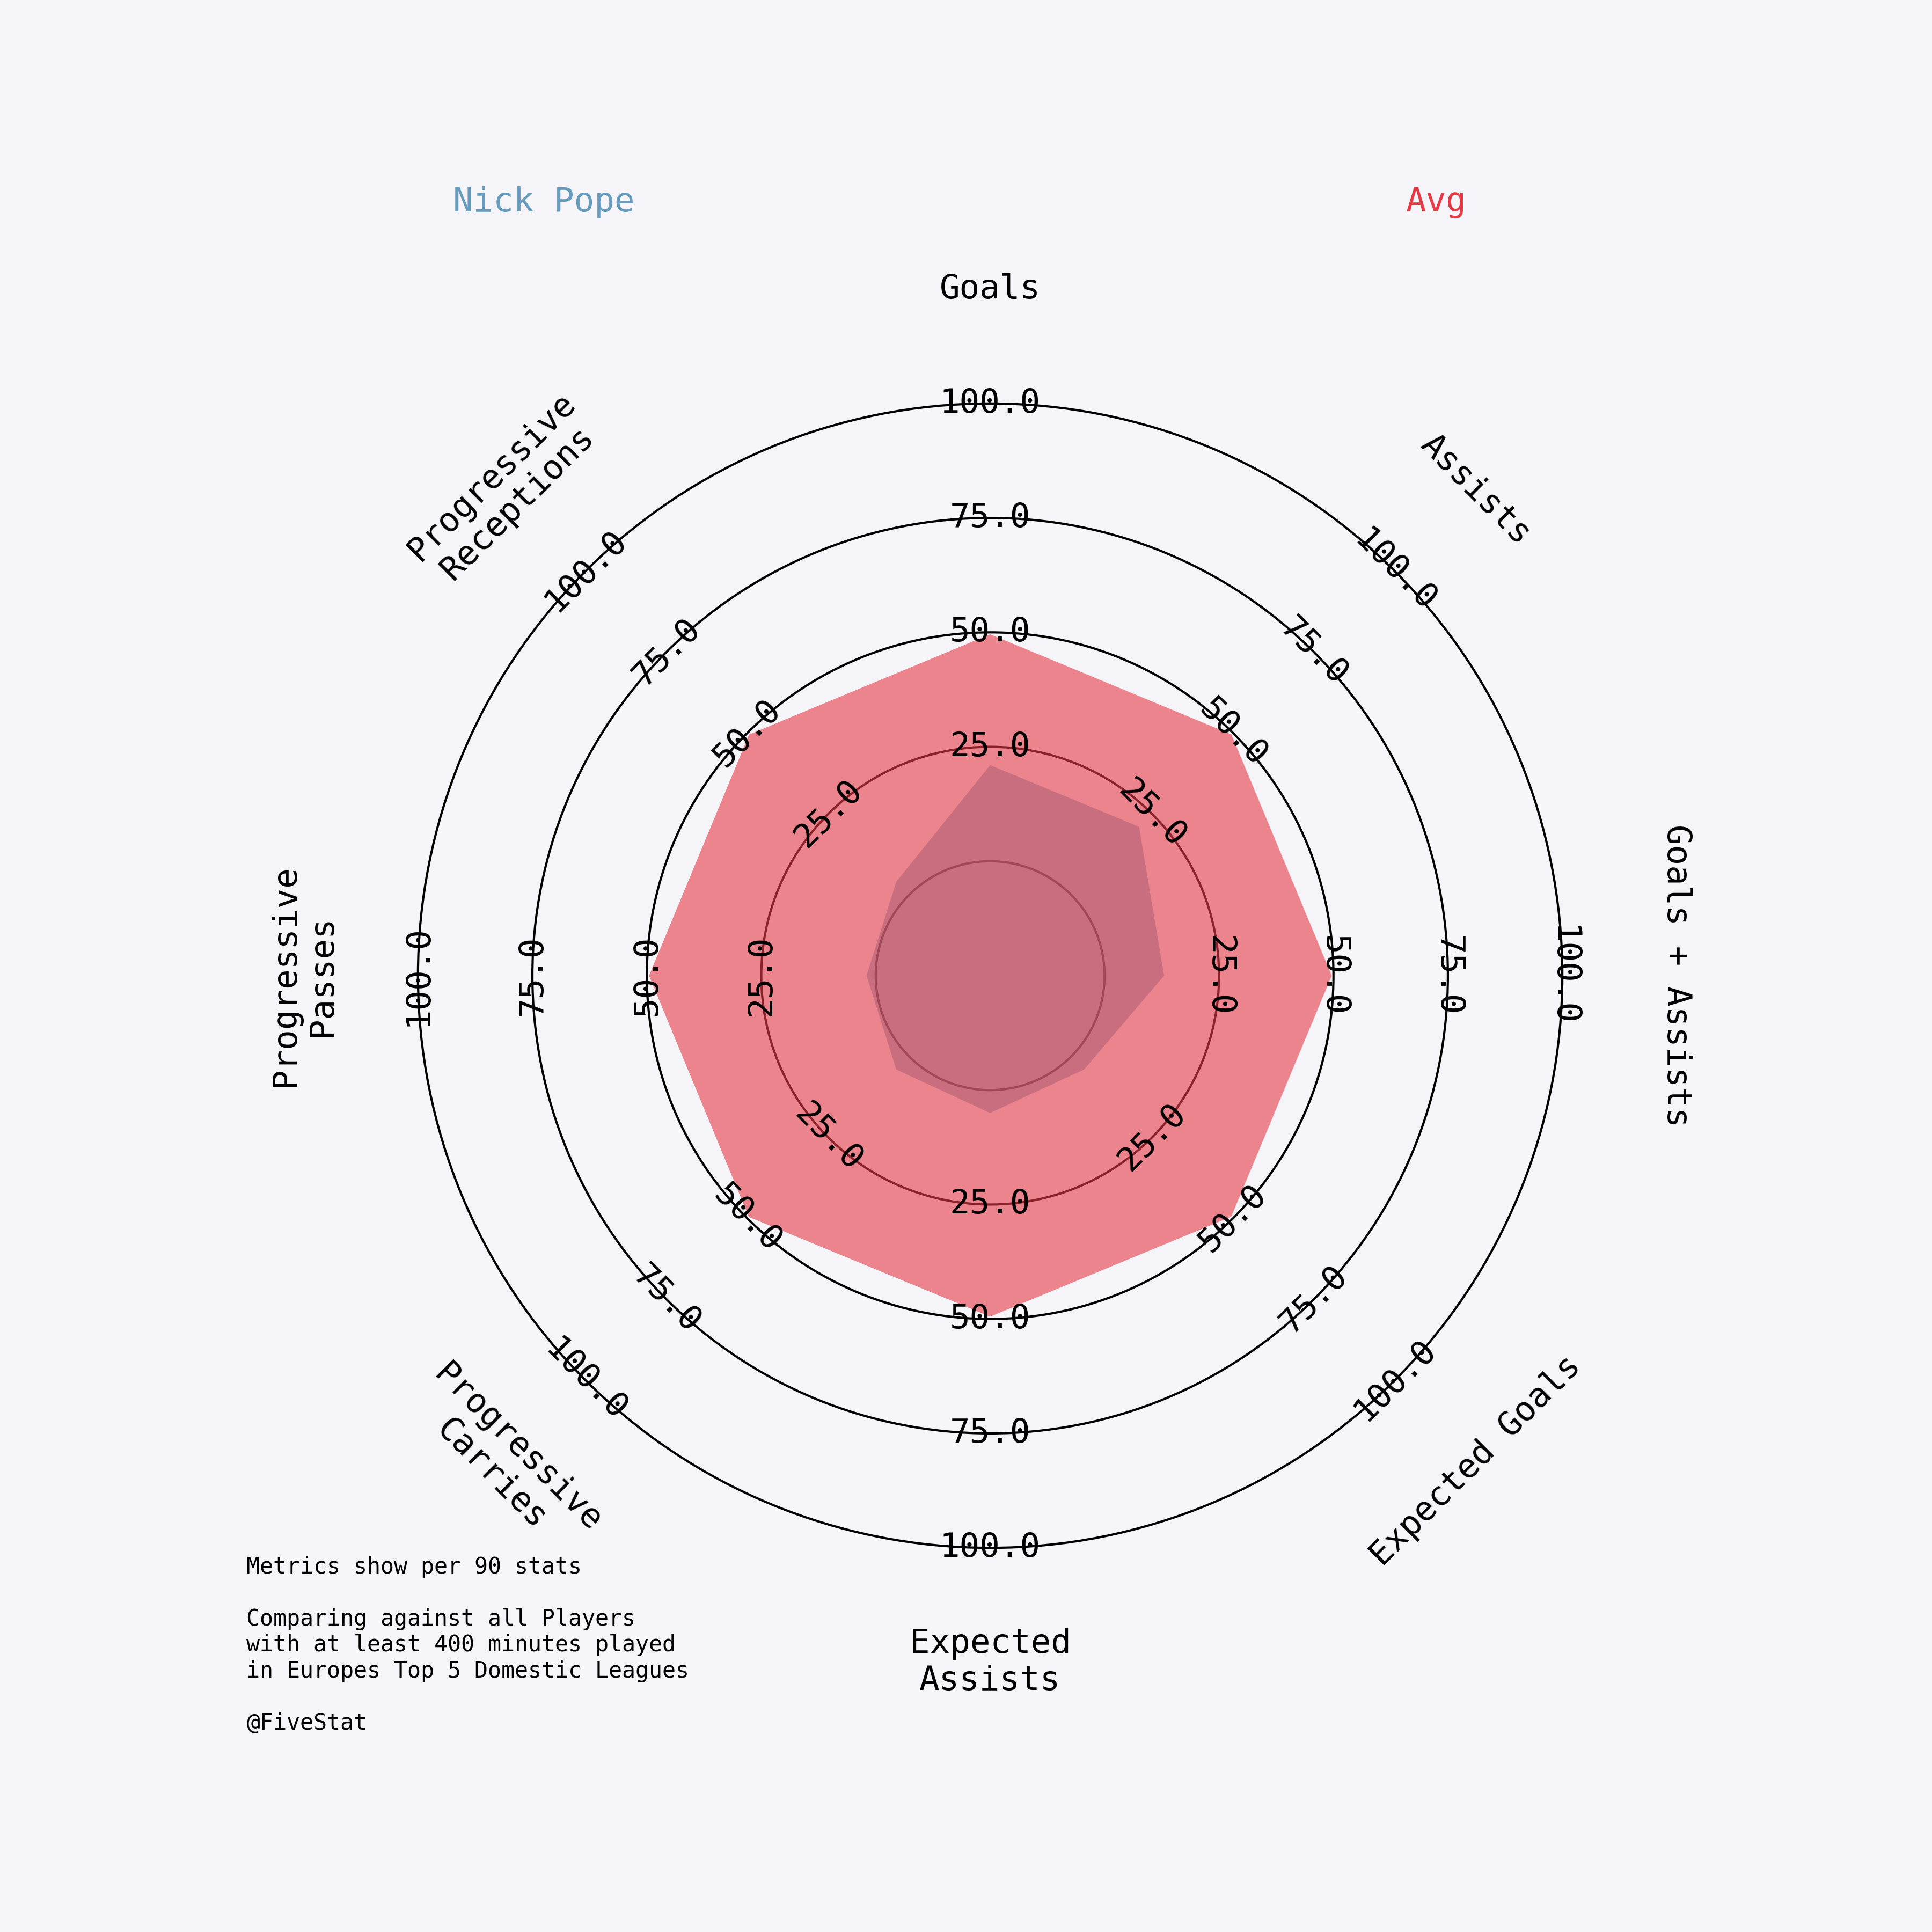 Nick Pope
Avg
Goals
Assists
Goals + Assists
Expected Goals
Expected
Assists
Progressive
Carries
Progressive
Passes
Progressive
Receptions
25.0
50.0
75.0
100.0
25.0
50.0
75.0
100.0
25.0
50.0
75.0
100.0
25.0
50.0
75.0
100.0
25.0
50.0
75.0
100.0
25.0
50.0
75.0
100.0
25.0
50.0
75.0
100.0
25.0
50.0
75.0
100.0
Metrics show per 90 stats
Comparing against all Players
with at least 400 minutes played
in Europes Top 5 Domestic Leagues
@FiveStat